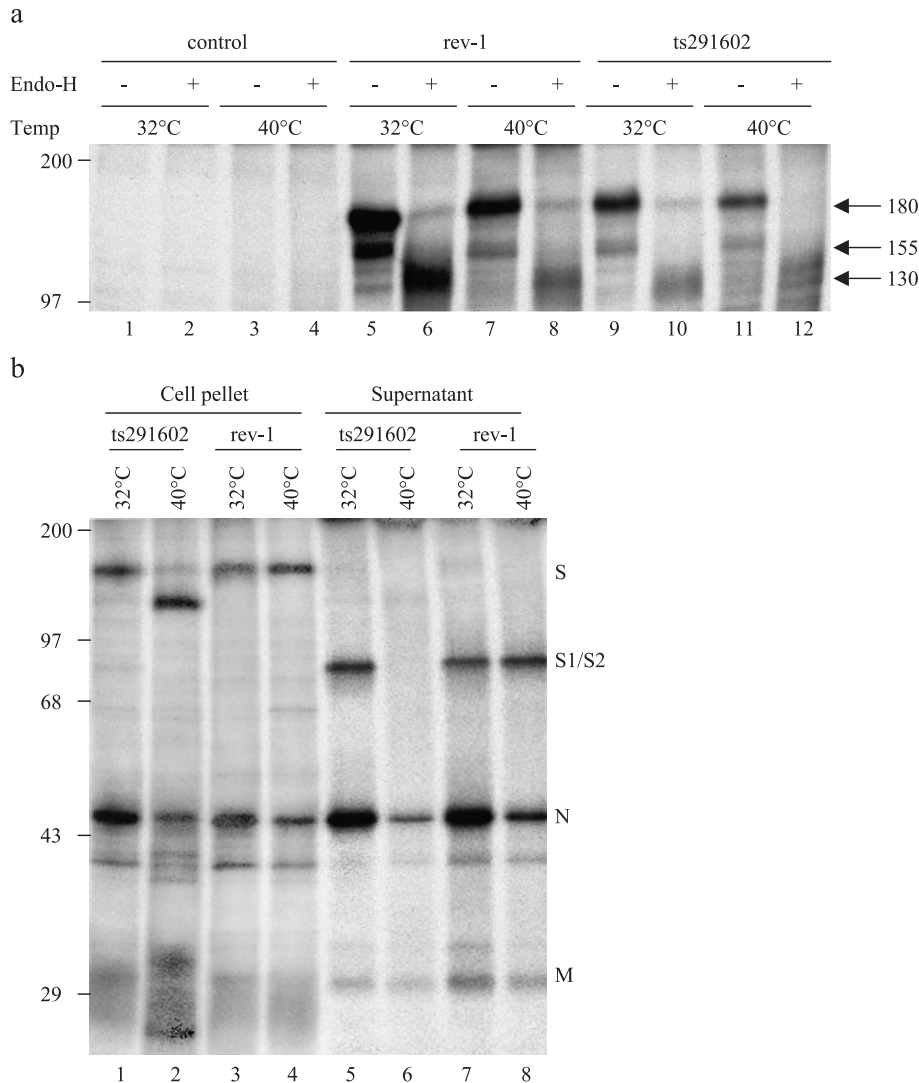 a
control rev-1 ts291602
Endo-H - + - + - + - + - + - +
Temp 32°C 40°C 32°C 40°C 32°C 40°C
200
180
155
130
97
1 2 3 4 5 6 7 8 9 10 11 12
b
Cell pellet Supernatant
ts291602 rev-1 ts291602 rev-1
32°C 40°C 32°C 40°C 32°C 40°C 32°C 40°C
200
S
97
S1/S2
68
N
43
M
29
1 2 3 4 5 6 7 8